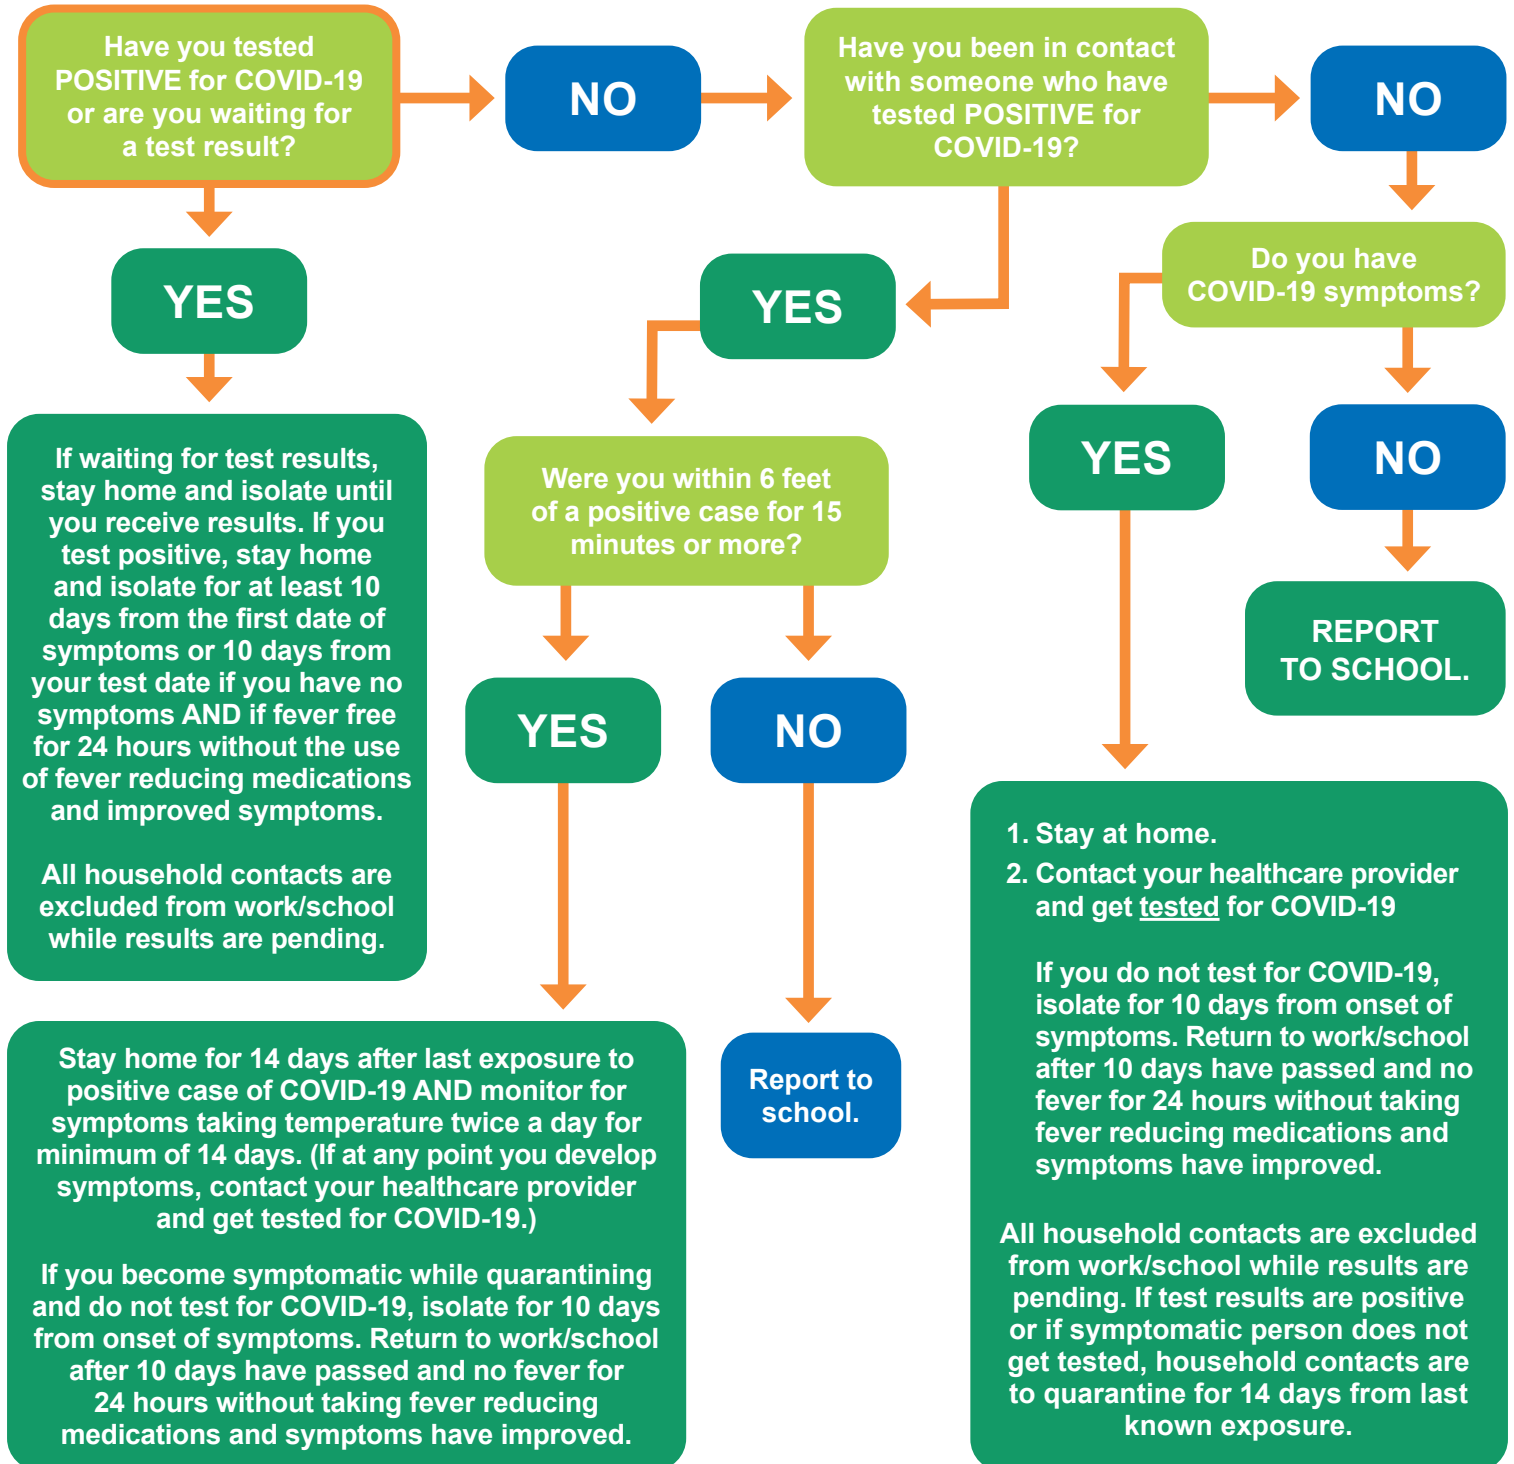 Have you tested
POSITIVE for COVID-19
or are you waiting for
a test result?
NO
Have you been in contact
with someone who have
tested POSITIVE for
COVID-19?
NO
YES
If waiting for test results,
stay home and isolate until
you receive results. If you
test positive, stay home
and isolate for at least 10
days from the first date of
symptoms or 10 days from
your test date if you have no
symptoms AND if fever free
for 24 hours without the use
of fever reducing medications
and improved symptoms.
All household contacts are
excluded from work/school
while results are pending.
YES
Were you within 6 feet
of a positive case for 15
minutes or more?
YES
NO
Stay home for 14 days after last exposure to
positive case of COVID-19 AND monitor for
symptoms taking temperature twice a day for
minimum of 14 days. (If at any point you develop
symptoms, contact your healthcare provider
and get tested for COVID-19.)
If you become symptomatic while quarantining
and do not test for COVID-19, isolate for 10 days
from onset of symptoms. Return to work/school
after 10 days have passed and no fever for
24 hours without taking fever reducing
medications and symptoms have improved.
Report to
school.
Do you have
COVID-19 symptoms?
YES
NO
REPORT
TO SCHOOL.
1. Stay at home.
2. Contact your healthcare provider
and get tested for COVID-19
If you do not test for COVID-19,
isolate for 10 days from onset of
symptoms. Return to work/school
after 10 days have passed and no
fever for 24 hours without taking
fever reducing medications and
symptoms have improved.
All household contacts are excluded
from work/school while results are
pending. If test results are positive
or if symptomatic person does not
get tested, household contacts are
to quarantine for 14 days from last
known exposure.